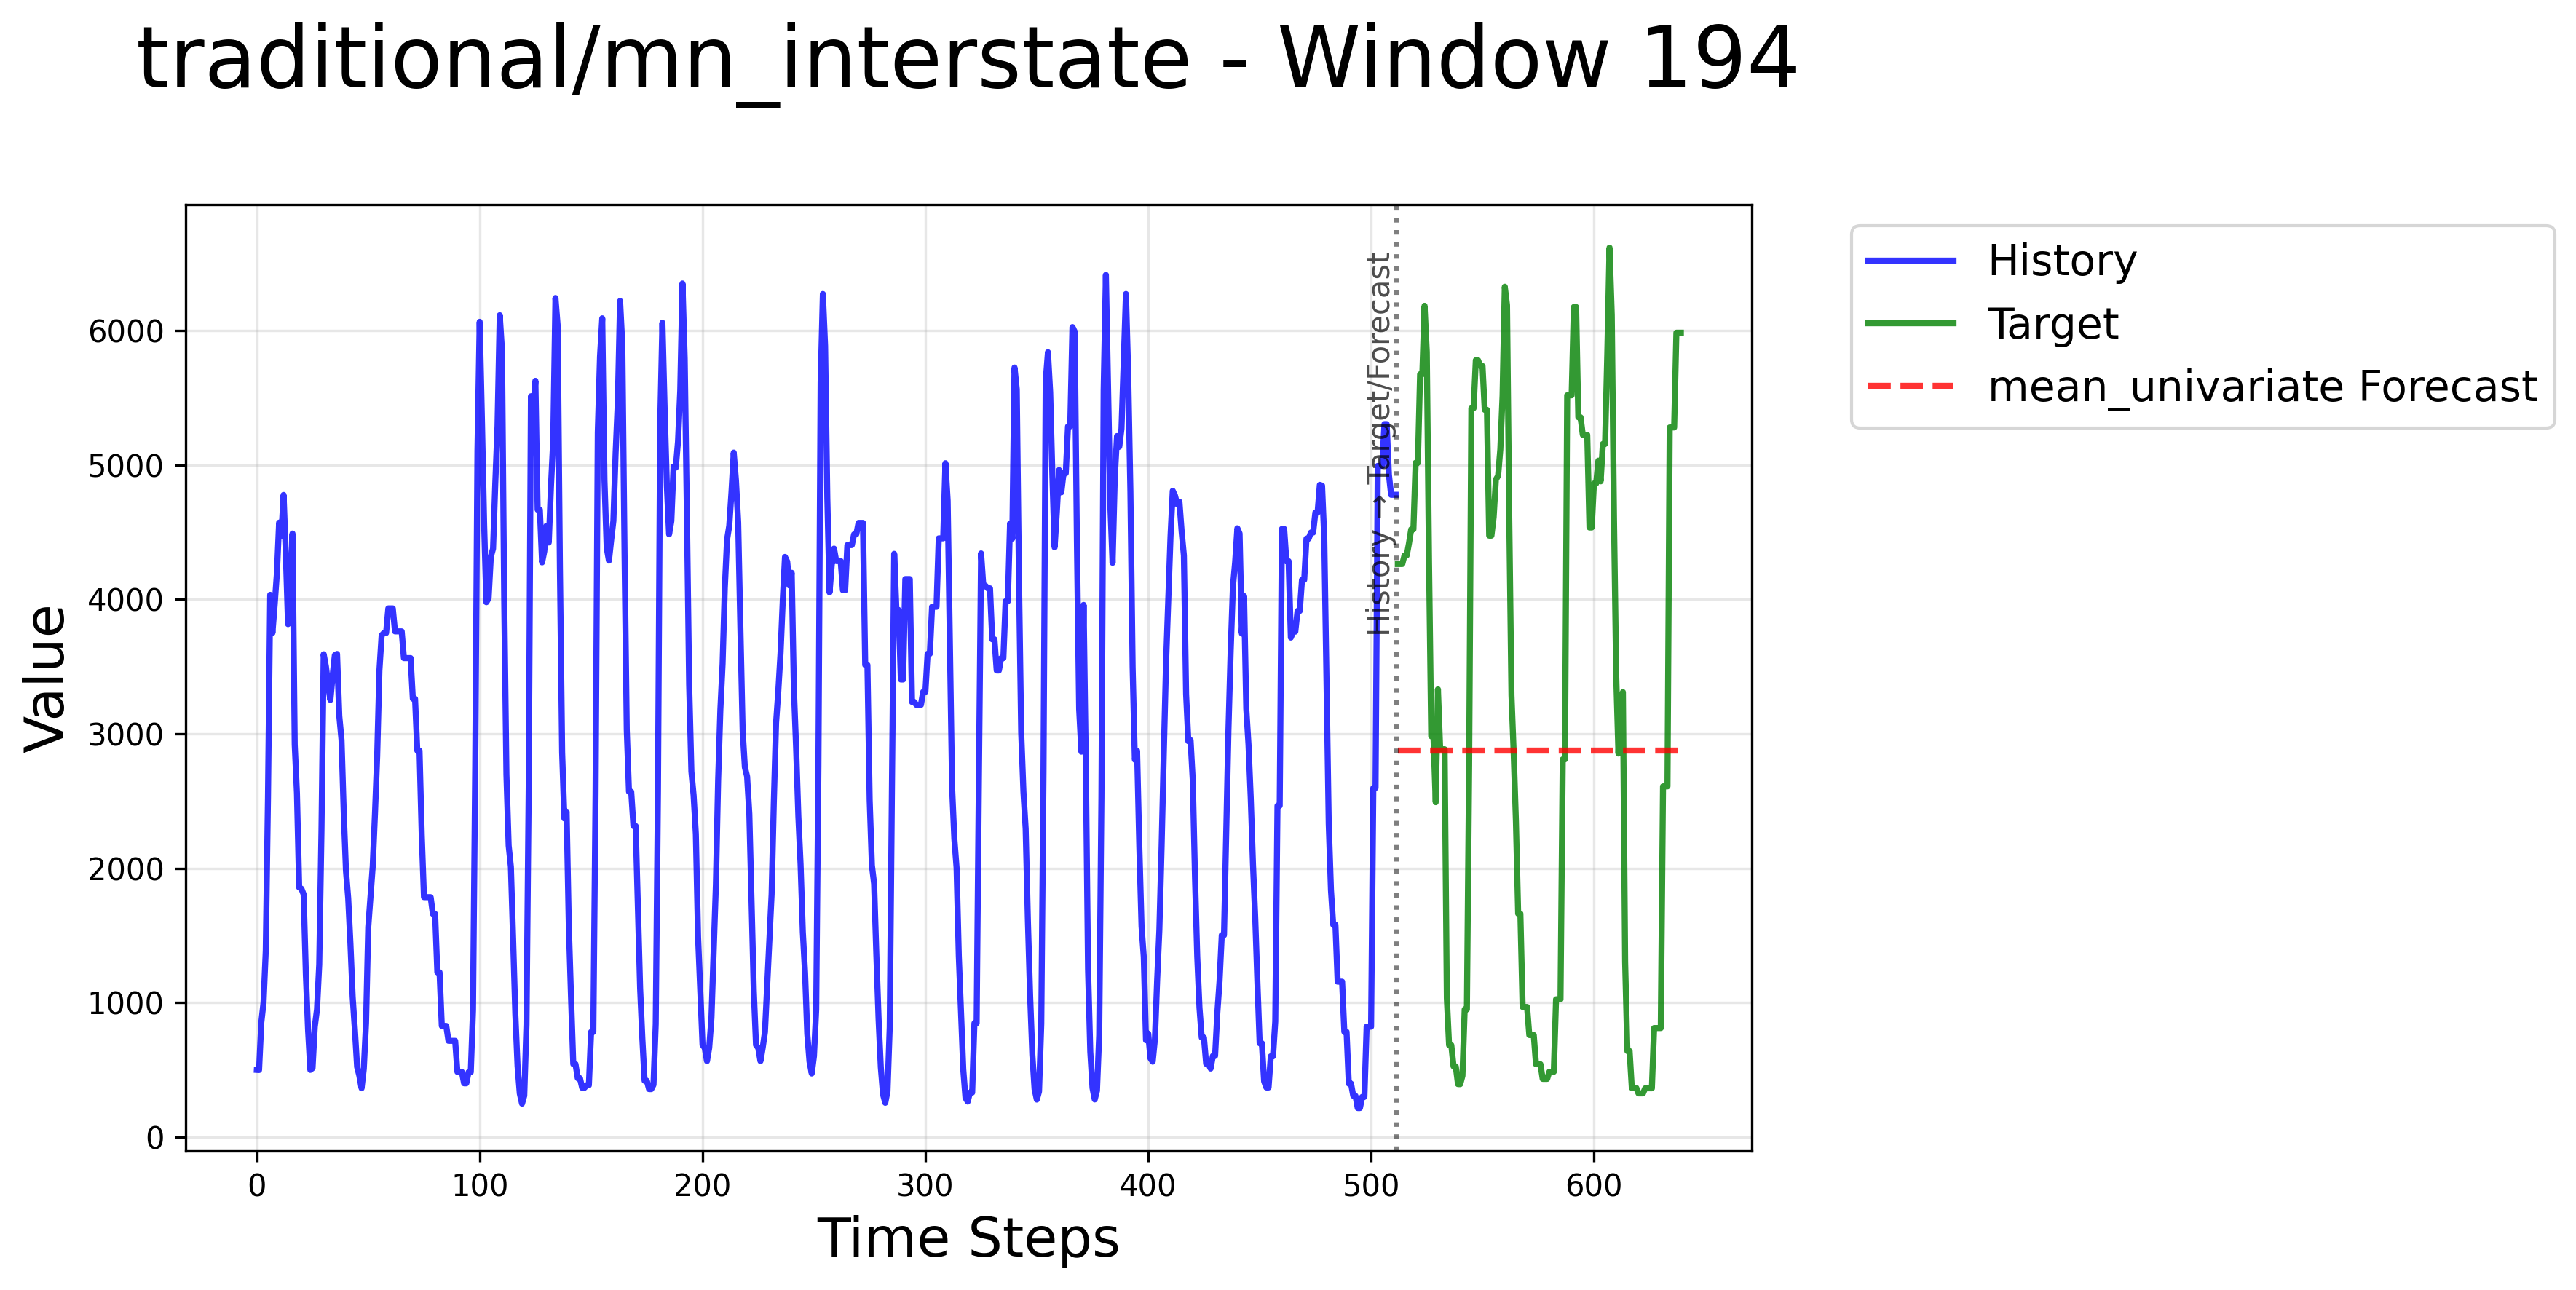 traditional/mn_interstate - Window 194
History
Target
mean_univariate Forecast
History → Target/Forecast
Value
6000
5000
4000
3000
2000
1000
0
0 100 200 300 400 500 600
Time Steps